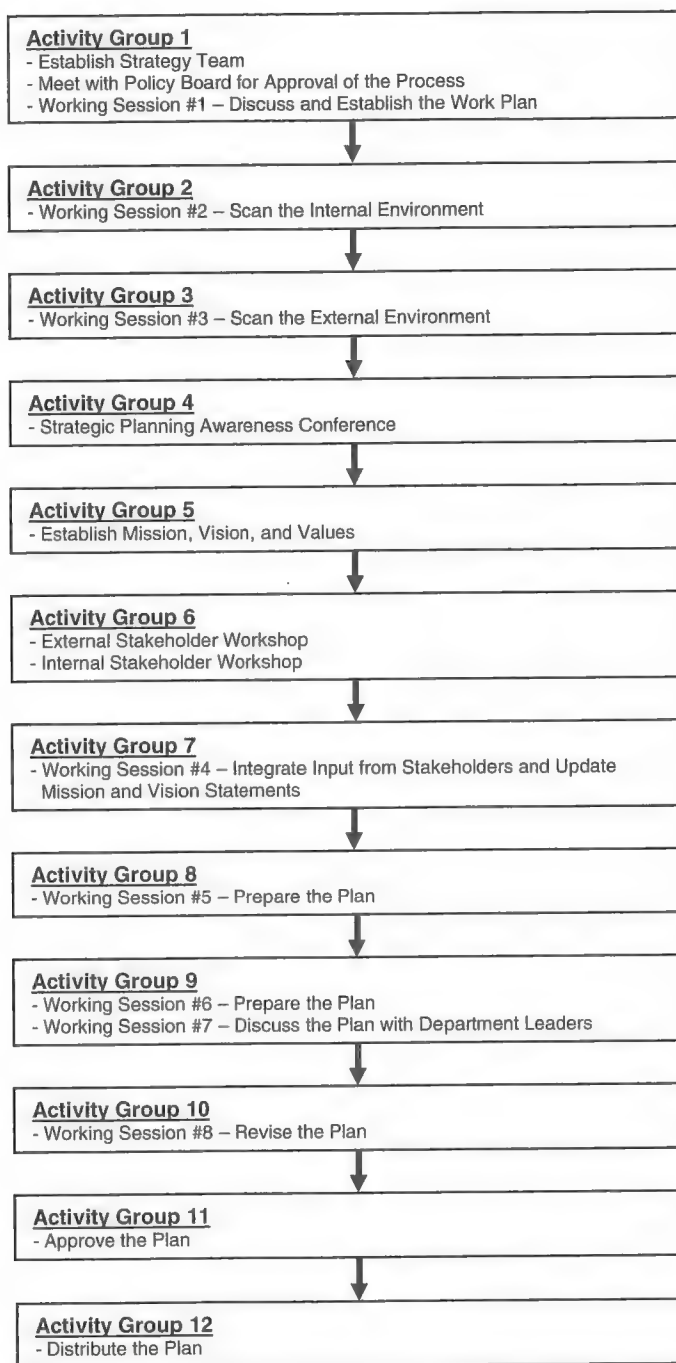 Activity Group 1
- Establish Strategy Team
- Meet with Policy Board for Approval of the Process
- Working Session #1 – Discuss and Establish the Work Plan
Activity Group 2
- Working Session #2 – Scan the Internal Environment
Activity Group 3
- Working Session #3 – Scan the External Environment
Activity Group 4
- Strategic Planning Awareness Conference
Activity Group 5
- Establish Mission, Vision, and Values
Activity Group 6
- External Stakeholder Workshop
- Internal Stakeholder Workshop
Activity Group 7
- Working Session #4 – Integrate Input from Stakeholders and Update
Mission and Vision Statements
Activity Group 8
- Working Session #5 – Prepare the Plan
Activity Group 9
- Working Session #6 – Prepare the Plan
- Working Session #7 – Discuss the Plan with Department Leaders
Activity Group 10
- Working Session #8 – Revise the Plan
Activity Group 11
- Approve the Plan
Activity Group 12
- Distribute the Plan